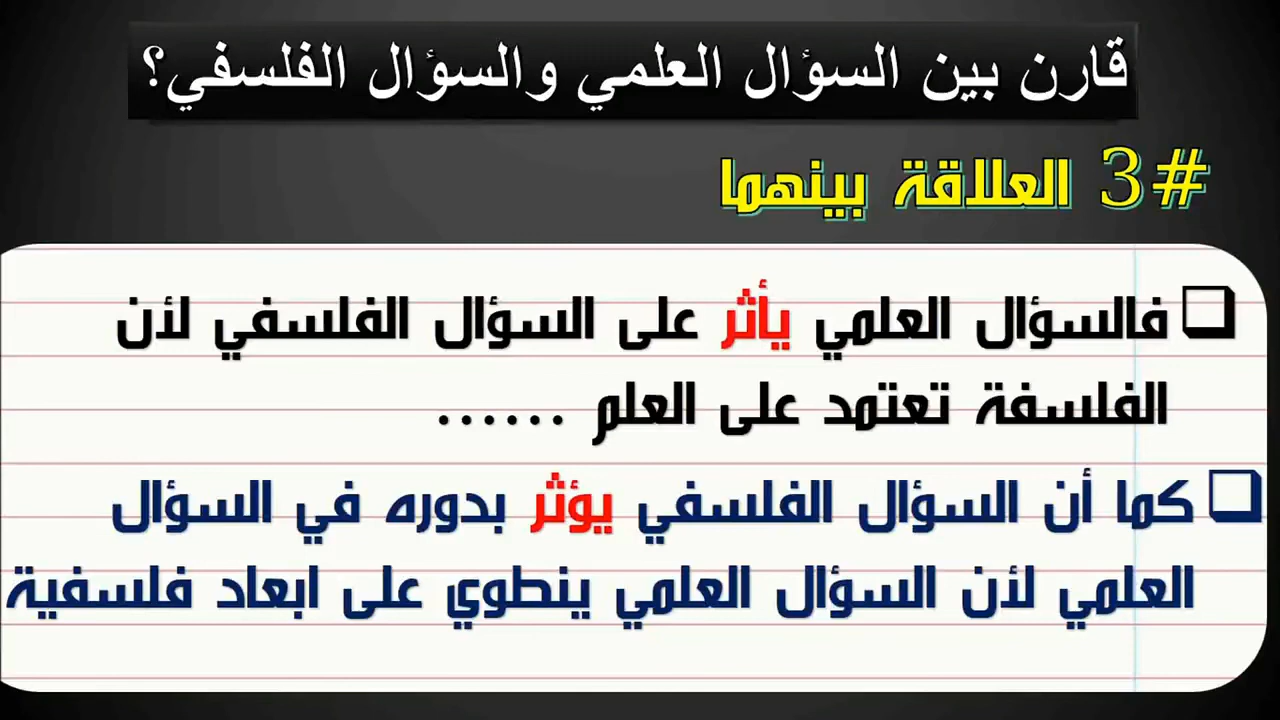 قارن بين السؤال العلمي والسؤال الفلسفي؟
#3 العلاقة بينهما
فالسؤال العلمي يأثر على السؤال الفلسفي لأن
الفلسفة تعتمد على العلم ......
كما أن السؤال الفلسفي يؤثر بدوره في السؤال
العلمي لأن السؤال العلمي ينطوي على ابعاد فلسفية